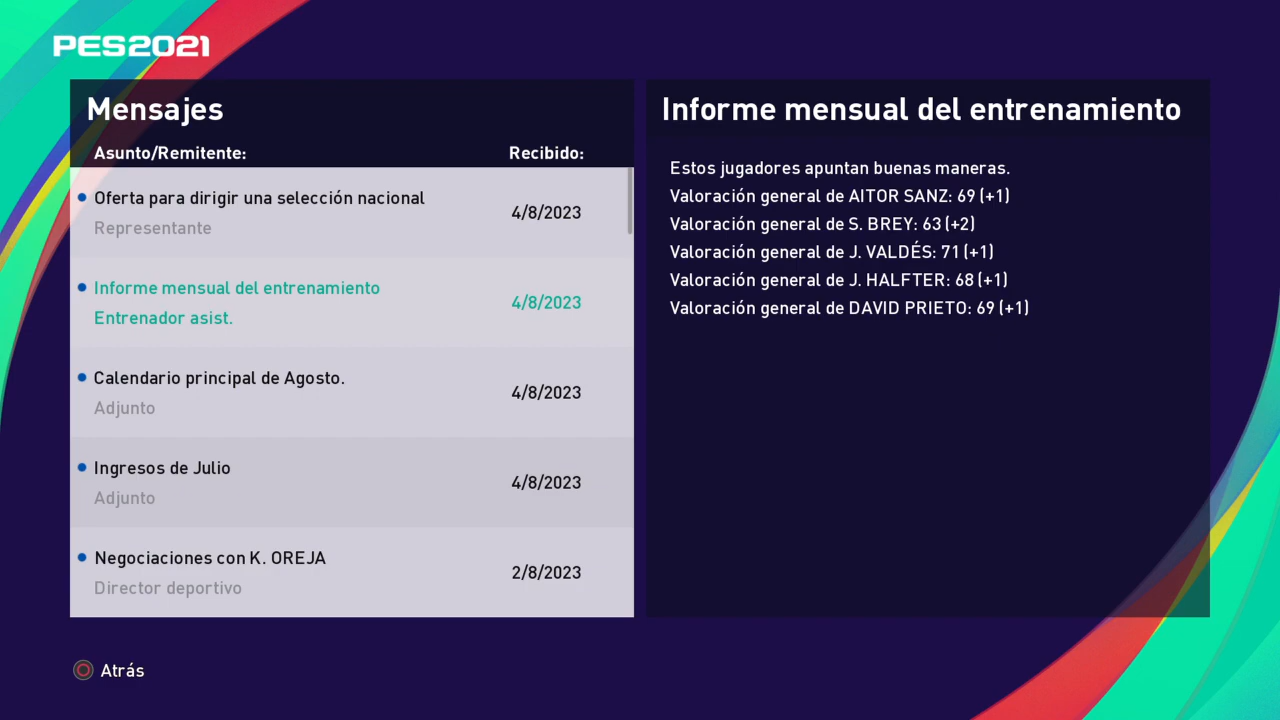 PES2021
Mensajes
Asunto/Remitente: Recibido:
Oferta para dirigir una selección nacional
Representante
4/8/2023
Informe mensual del entrenamiento
Entrenador asist.
4/8/2023
Calendario principal de Agosto.
Adjunto
4/8/2023
Ingresos de Julio
Adjunto
4/8/2023
Negociaciones con K. OREJA
Director deportivo
2/8/2023
Informe mensual del entrenamiento
Estos jugadores apuntan buenas maneras.
Valoración general de AITOR SANZ: 69 (+1)
Valoración general de S. BREY: 63 (+2)
Valoración general de J. VALDÉS: 71 (+1)
Valoración general de J. HALFTER: 68 (+1)
Valoración general de DAVID PRIETO: 69 (+1)
Atrás